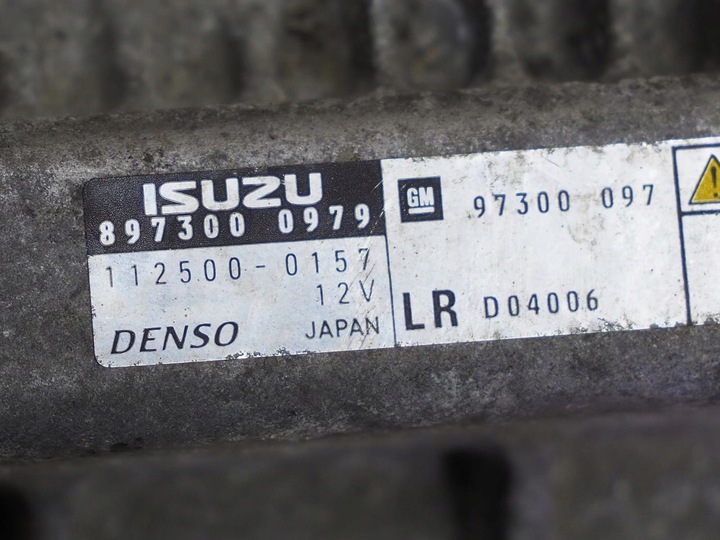 ISUZU
897300 0979
112500-0157
12V
DENSO JAPAN
GM 97300 097
LR D04006